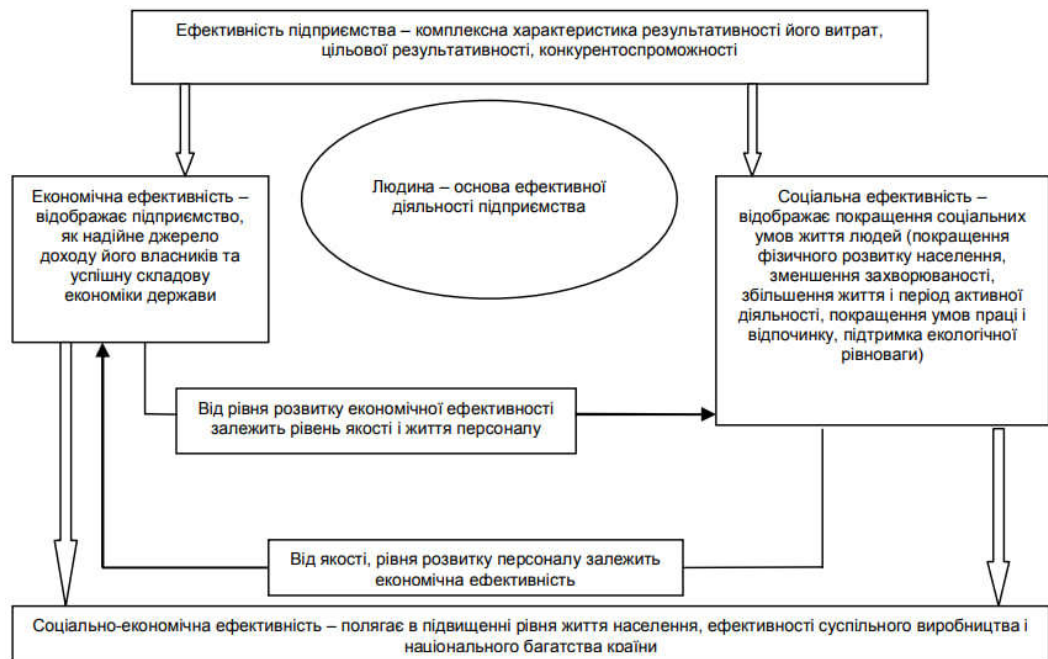 Ефективність підприємства – комплексна характеристика результативності його витрат,
цільової результативності, конкурентоспроможності
Людина – основа ефективної
діяльності підприємства
Економічна ефективність –
відображає підприємство,
як надійне джерело
доходу його власників та
успішну складову
економіки держави
Соціальна ефективність –
відображає покращення соціальних
умов життя людей (покращення
фізичного розвитку населення,
зменшення захворюваності,
збільшення життя і період активної
діяльності, покращення умов праці і
відпочинку, підтримка екологічної
рівноваги)
Від рівня розвитку економічної ефективності
залежить рівень якості і життя персоналу
Від якості, рівня розвитку персоналу залежить
економічна ефективність
Соціально-економічна ефективність – полягає в підвищенні рівня життя населення, ефективності суспільного виробництва і
національного багатства країни